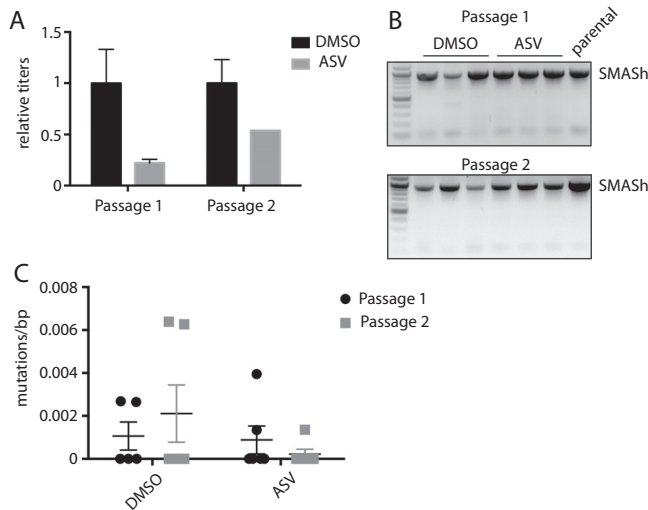 A
relative titers
1.5
1
0.5
0
DMSO
ASV
Passage 1
Passage 2
B
Passage 1
DMSO
ASV
parental
SMASh
Passage 2
SMASh
C
mutations/bp
0.008
0.006
0.004
0.002
0
Passage 1
Passage 2
DMSO
ASV